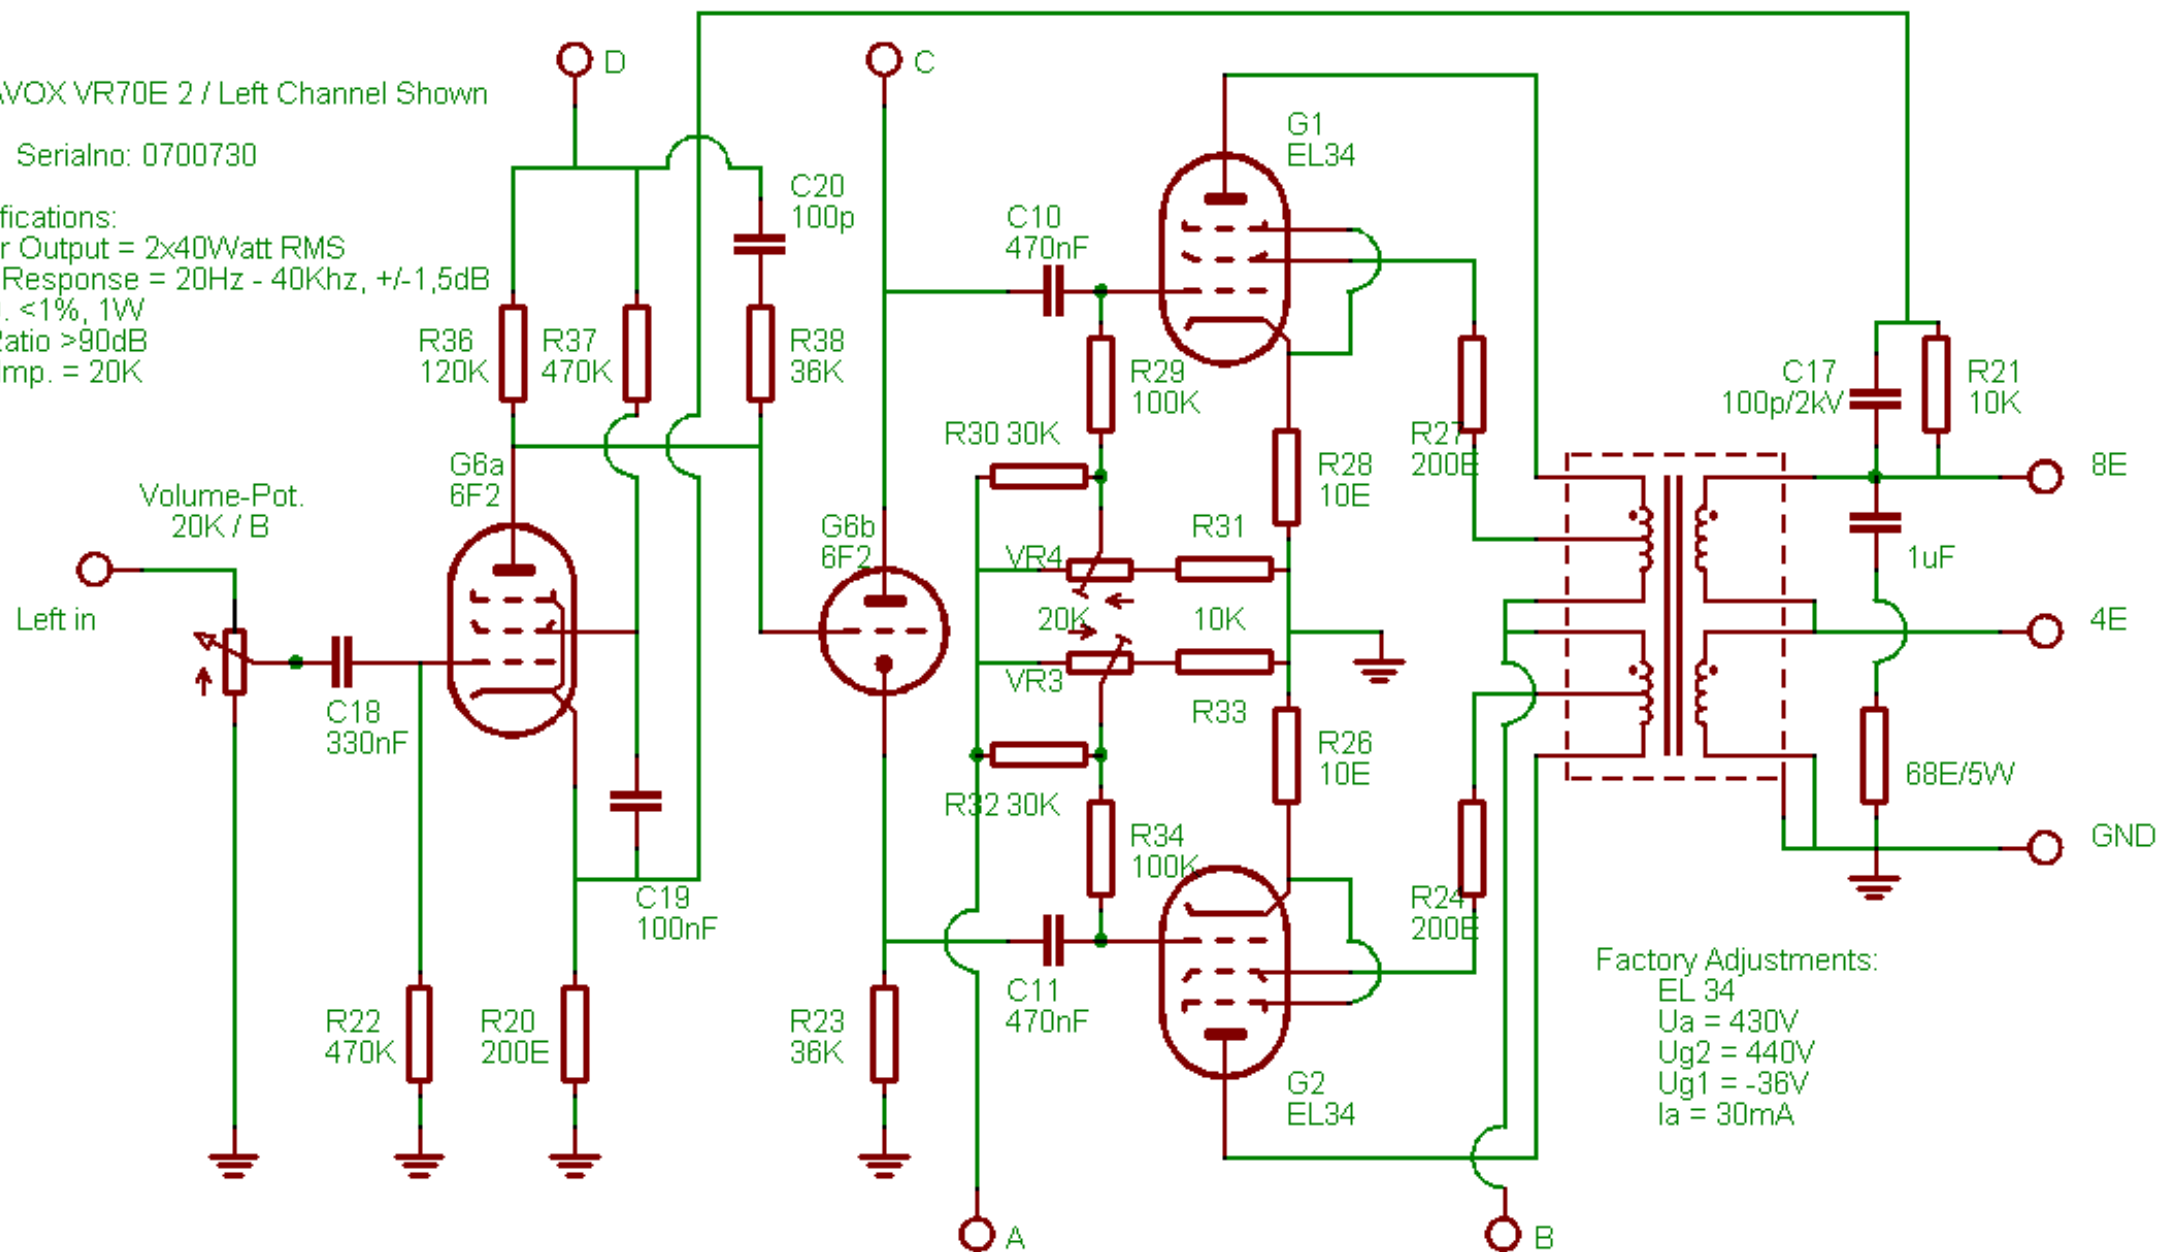 VOX VR70E 2 / Left Channel Shown
Serialno: 0700730
fications:
r Output = 2x40Watt RMS
Response = 20Hz - 40Khz, +/-1,5dB
. <1%, 1W
atio >90dB
mp. = 20K
D
C
C20
100p
R36
120K
R37
470K
R38
36K
G6a
6F2
Volume-Pot.
20K / B
Left in
C18
330nF
G6b
6F2
C19
100nF
R22
470K
R20
200E
R23
36K
C10
470nF
G1
EL34
R29
100K
R30 30K
R28
10E
R27
200E
VR4
R31
20K
10K
VR3
R33
R32 30K
R26
10E
R34
100K
R24
200E
C11
470nF
G2
EL34
A
B
C17
100p/2kV
R21
10K
8E
1uF
4E
68E/5W
GND
Factory Adjustments:
EL 34
Ua = 430V
Ug2 = 440V
Ug1 = -36V
Ia = 30mA